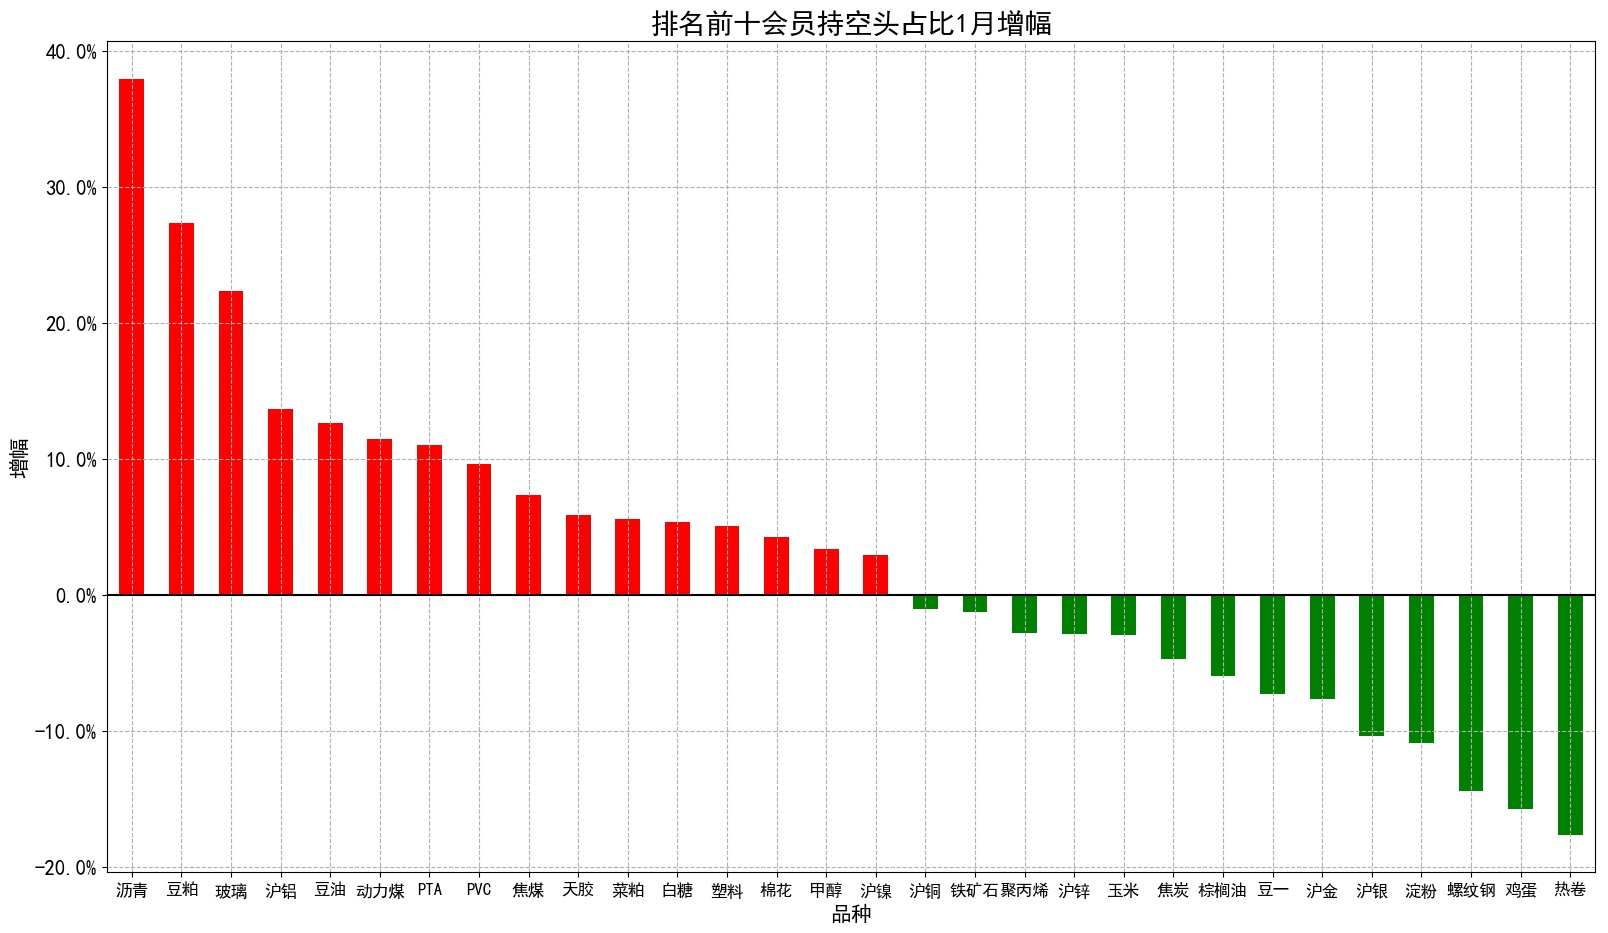 排名前十会员持空头占比1月增幅
40.0%
30.0%
20.0%
10.0%
0.0%
-10.0%
-20.0%
增幅
沥青 豆粕 玻璃 沪铝 豆油 动力煤 PTA PVC 焦煤 天胶 菜粕 白糖 塑料 棉花 甲醇 沪镍 沪铜 铁矿石 聚丙烯 沪锌 玉米 焦炭 棕榈油 豆一 沪金 沪银 淀粉 螺纹钢 鸡蛋 热卷
品种